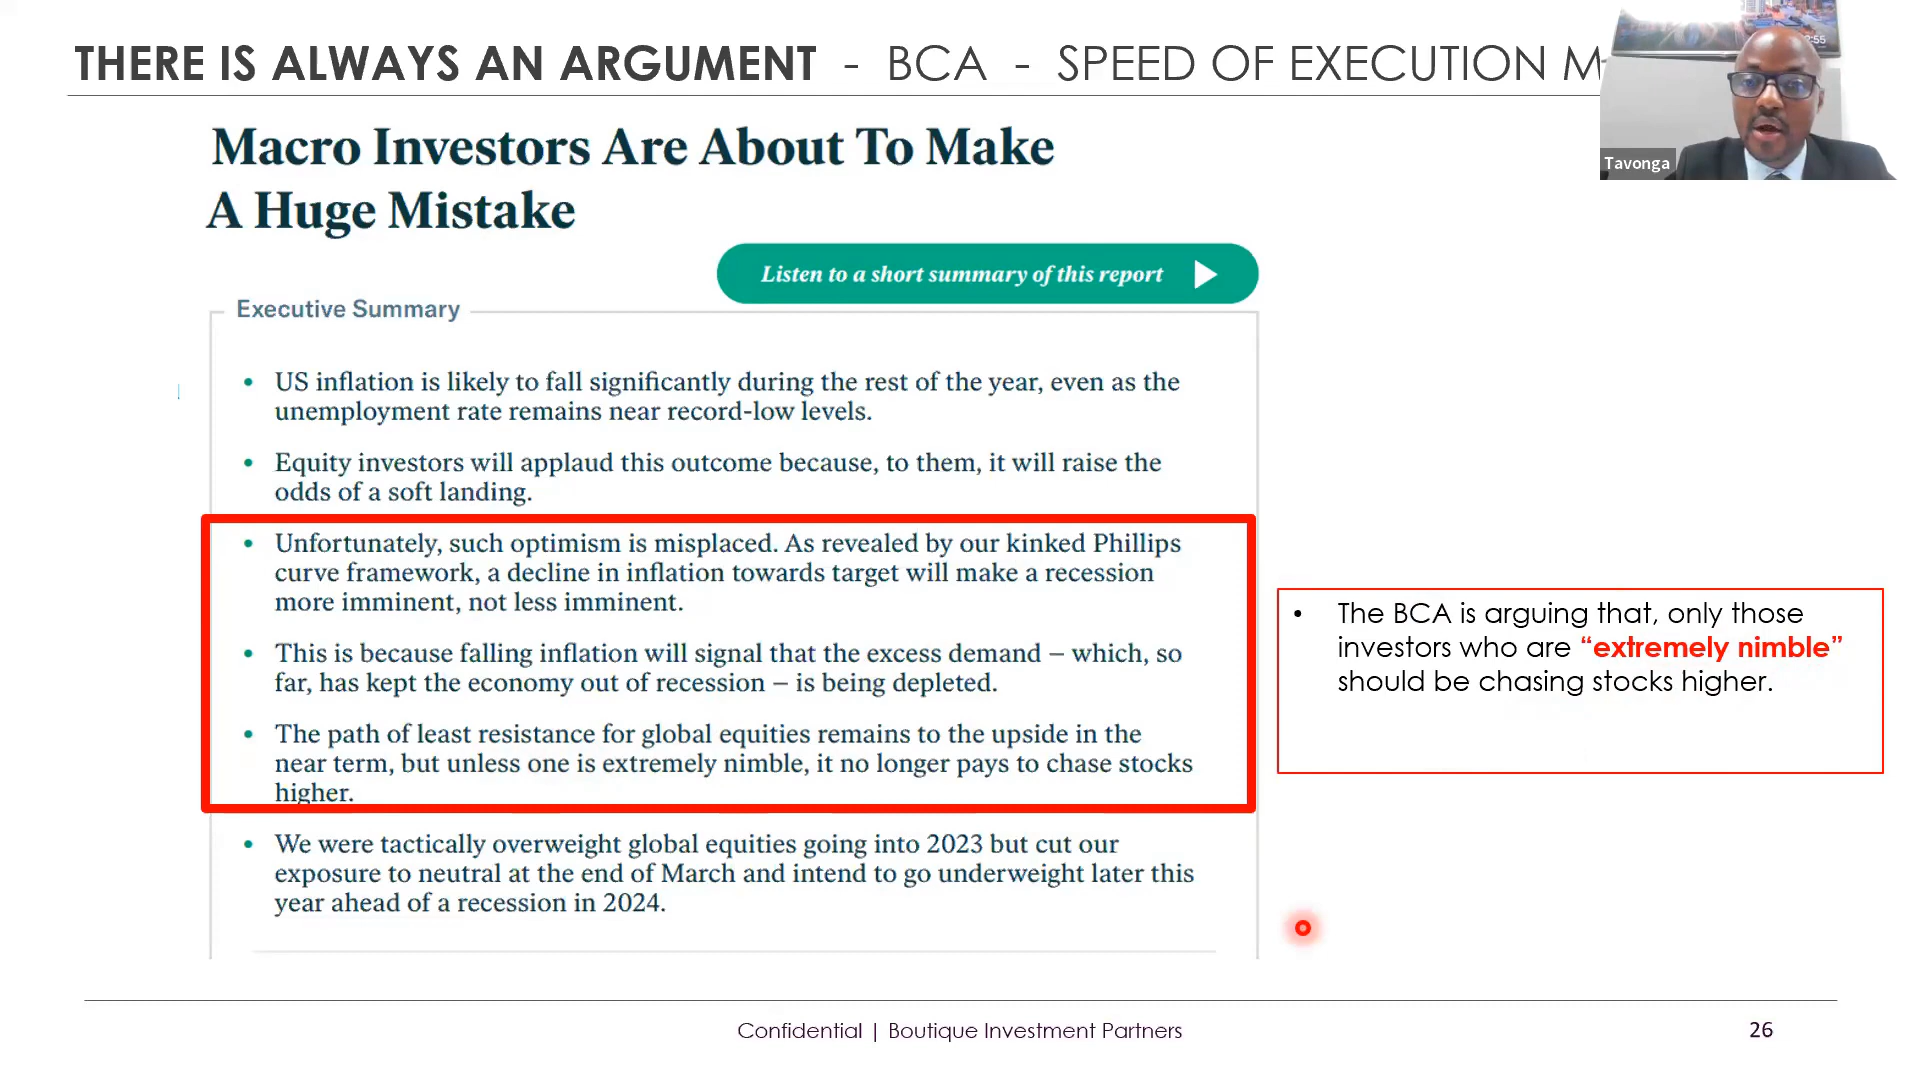 THERE IS ALWAYS AN ARGUMENT - BCA - SPEED OF EXECUTION
:55
Tavonga
Macro Investors Are About To Make
A Huge Mistake
Listen to a short summary of this report
Executive Summary
• US inflation is likely to fall significantly during the rest of the year, even as the
unemployment rate remains near record-low levels.
• Equity investors will applaud this outcome because, to them, it will raise the
odds of a soft landing.
• Unfortunately, such optimism is misplaced. As revealed by our kinked Phillips
curve framework, a decline in inflation towards target will make a recession
more imminent, not less imminent.
• This is because falling inflation will signal that the excess demand – which, so
far, has kept the economy out of recession – is being depleted.
• The path of least resistance for global equities remains to the upside in the
near term, but unless one is extremely nimble, it no longer pays to chase stocks
higher.
• We were tactically overweight global equities going into 2023 but cut our
exposure to neutral at the end of March and intend to go underweight later this
year ahead of a recession in 2024.
• The BCA is arguing that, only those
investors who are “extremely nimble”
should be chasing stocks higher.
Confidential | Boutique Investment Partners
26